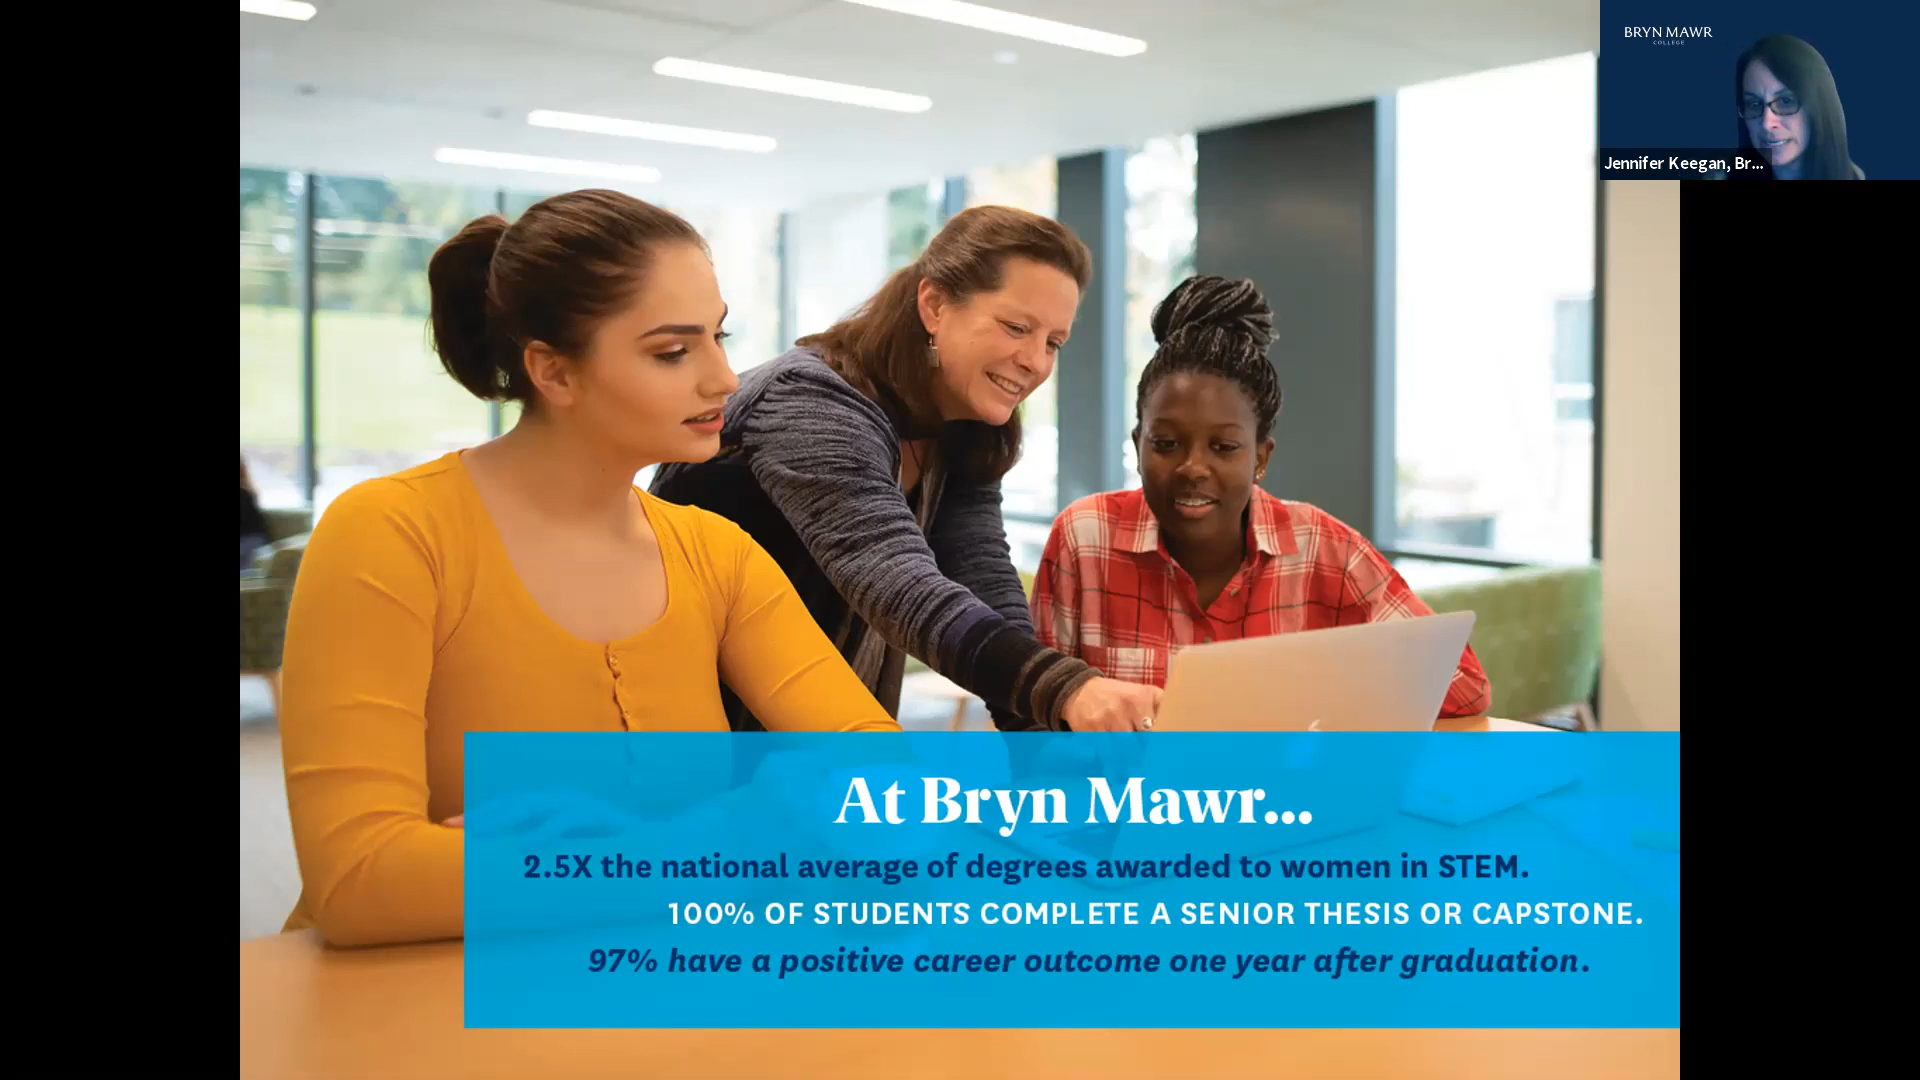 BRYN MAWR
COLLEGE
Jennifer Keegan, Br...
At Bryn Mawr...
2.5X the national average of degrees awarded to women in STEM.
100% OF STUDENTS COMPLETE A SENIOR THESIS OR CAPSTONE.
97% have a positive career outcome one year after graduation.